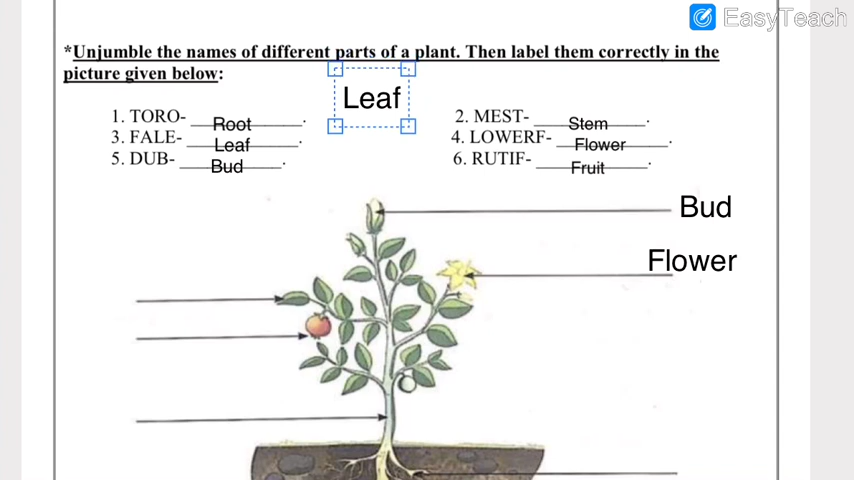 EasyTeach
*Unjumble the names of different parts of a plant. Then label them correctly in the
picture given below:
Leaf
1. TORO- Root. 2. MEST- Stem.
3. FALE- Leaf. 4. LOWERF- Flower.
5. DUB- Bud. 6. RUTIF- Fruit.
Bud
Flower